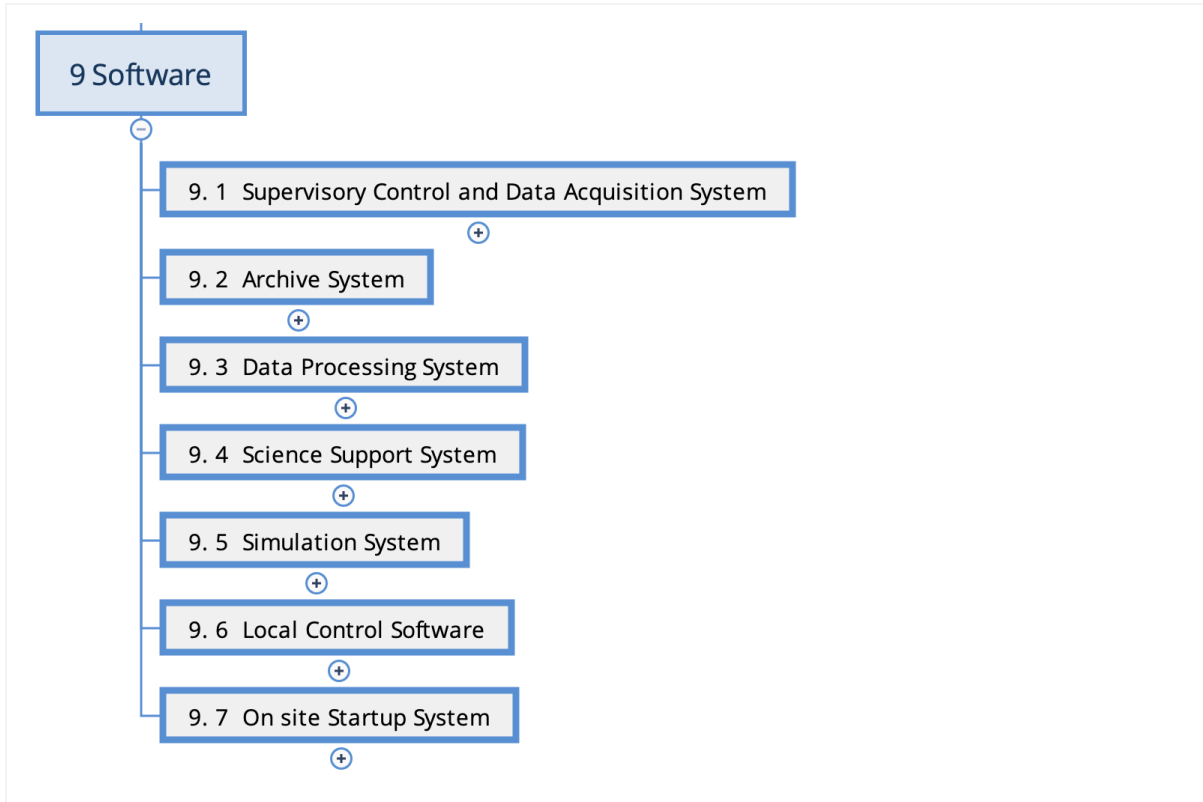 9 Software
9. 1 Supervisory Control and Data Acquisition System
9. 2 Archive System
9. 3 Data Processing System
9. 4 Science Support System
9. 5 Simulation System
9. 6 Local Control Software
9. 7 On site Startup System